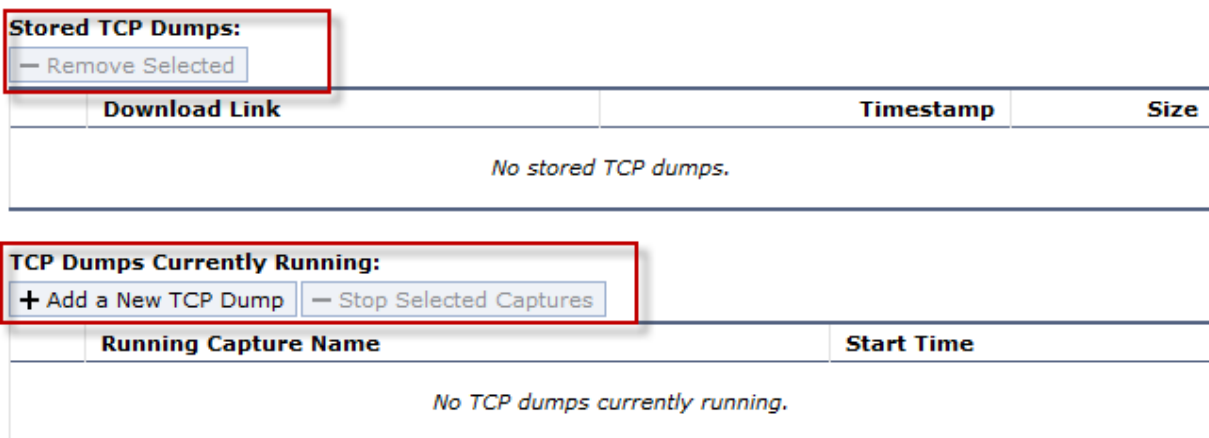 Stored TCP Dumps:
— Remove Selected
Download Link Timestamp Size
No stored TCP dumps.
TCP Dumps Currently Running:
+ Add a New TCP Dump — Stop Selected Captures
Running Capture Name Start Time
No TCP dumps currently running.